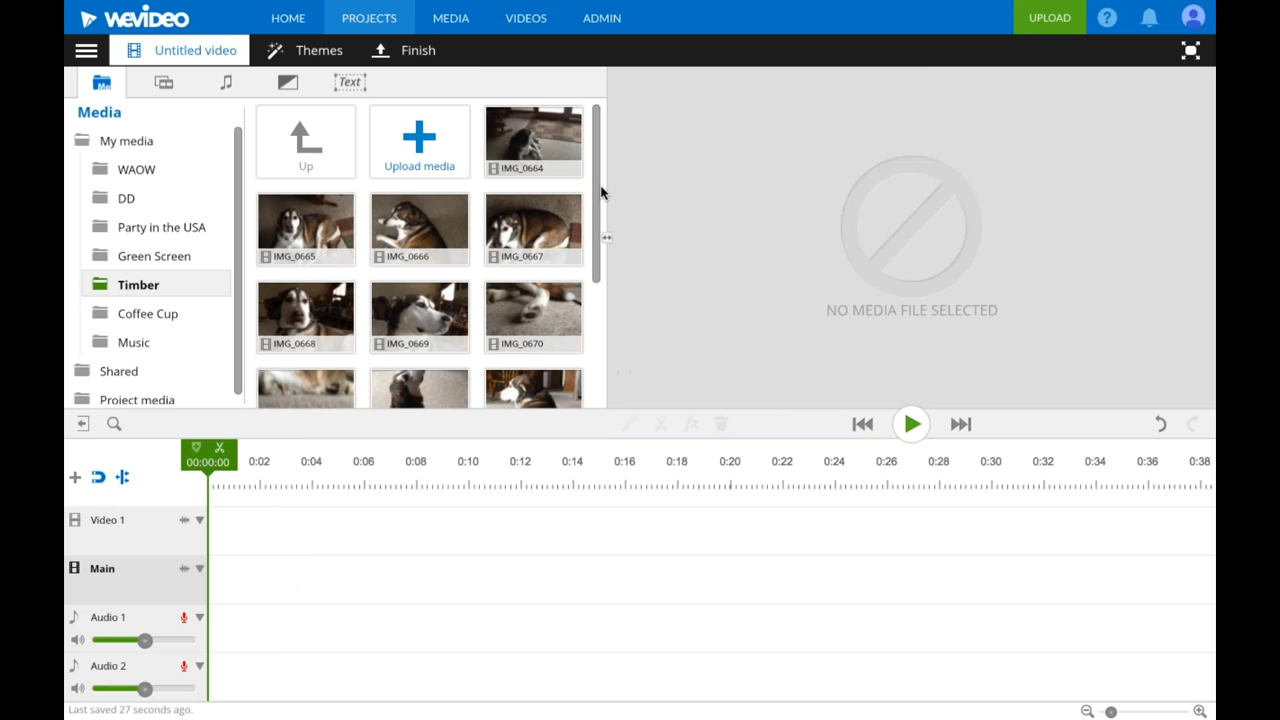 WEVIDEO HOME PROJECTS MEDIA VIDEOS ADMIN UPLOAD ?
Untitled video Themes Finish
Text
Media
My media
WAOW
DD
Party in the USA
Green Screen
Timber
Coffee Cup
Music
Shared
Project media
Up Upload media IMG_0664
IMG_0665 IMG_0666 IMG_0667
IMG_0668 IMG_0669 IMG_0670
NO MEDIA FILE SELECTED
fx
00:00:00 0:02 0:04 0:06 0:08 0:10 0:12 0:14 0:16 0:18 0:20 0:22 0:24 0:26 0:28 0:30 0:32 0:34 0:36 0:38
Video 1
Main
Audio 1
Audio 2
Last saved 27 seconds ago.